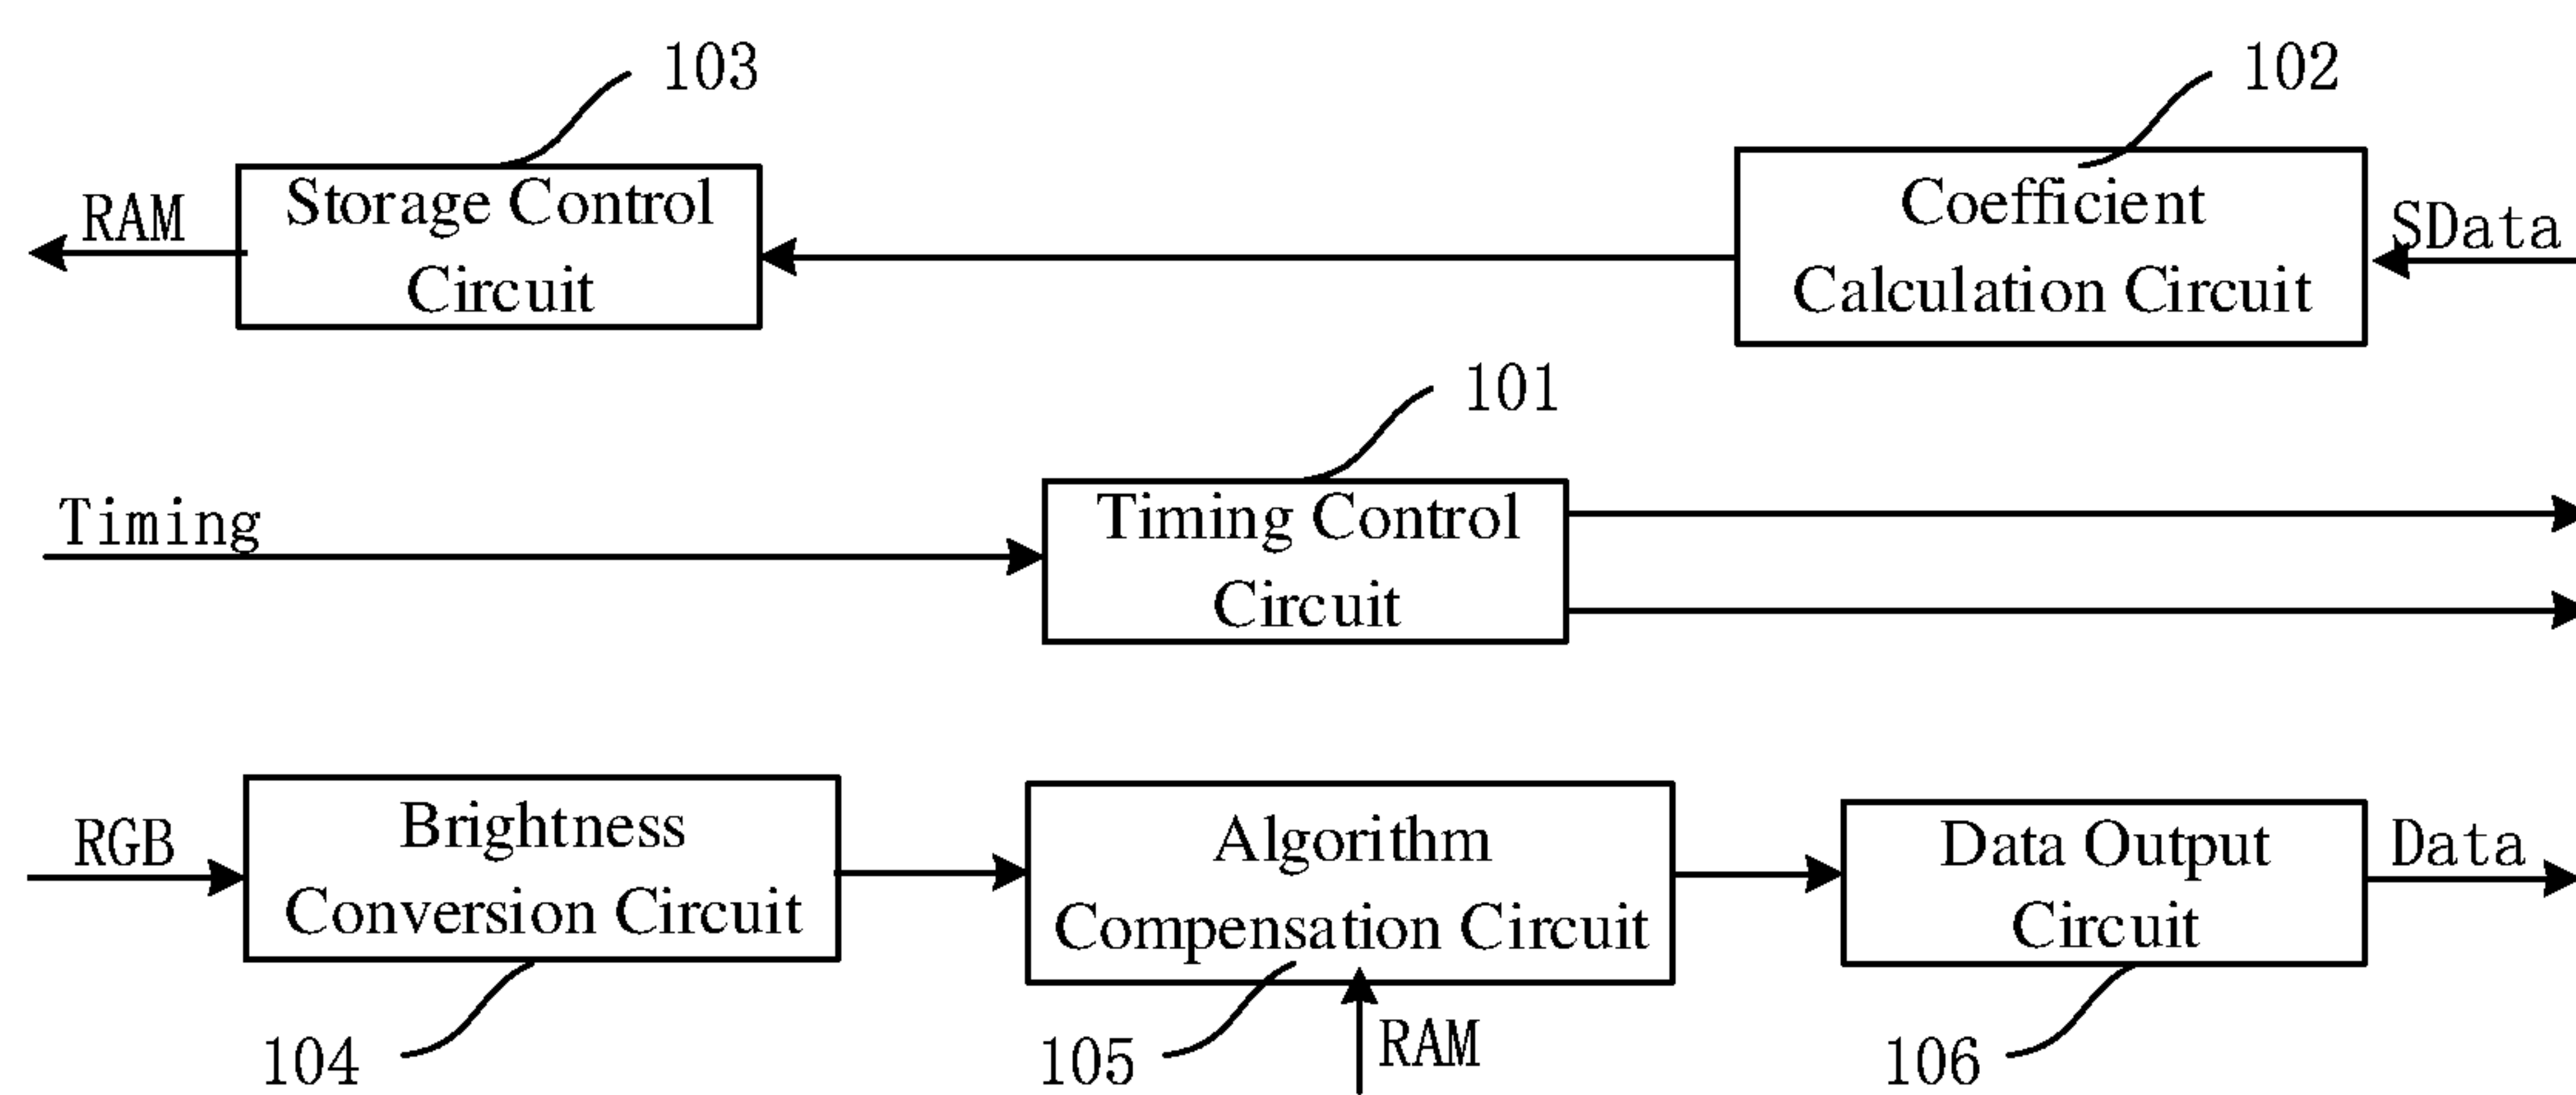 103
102
RAM
Storage Control
Circuit
Coefficient
Calculation Circuit
SData
101
Timing
Timing Control
Circuit
RGB
Brightness
Conversion Circuit
Algorithm
Compensation Circuit
Data Output
Circuit
Data
104
105
RAM
106